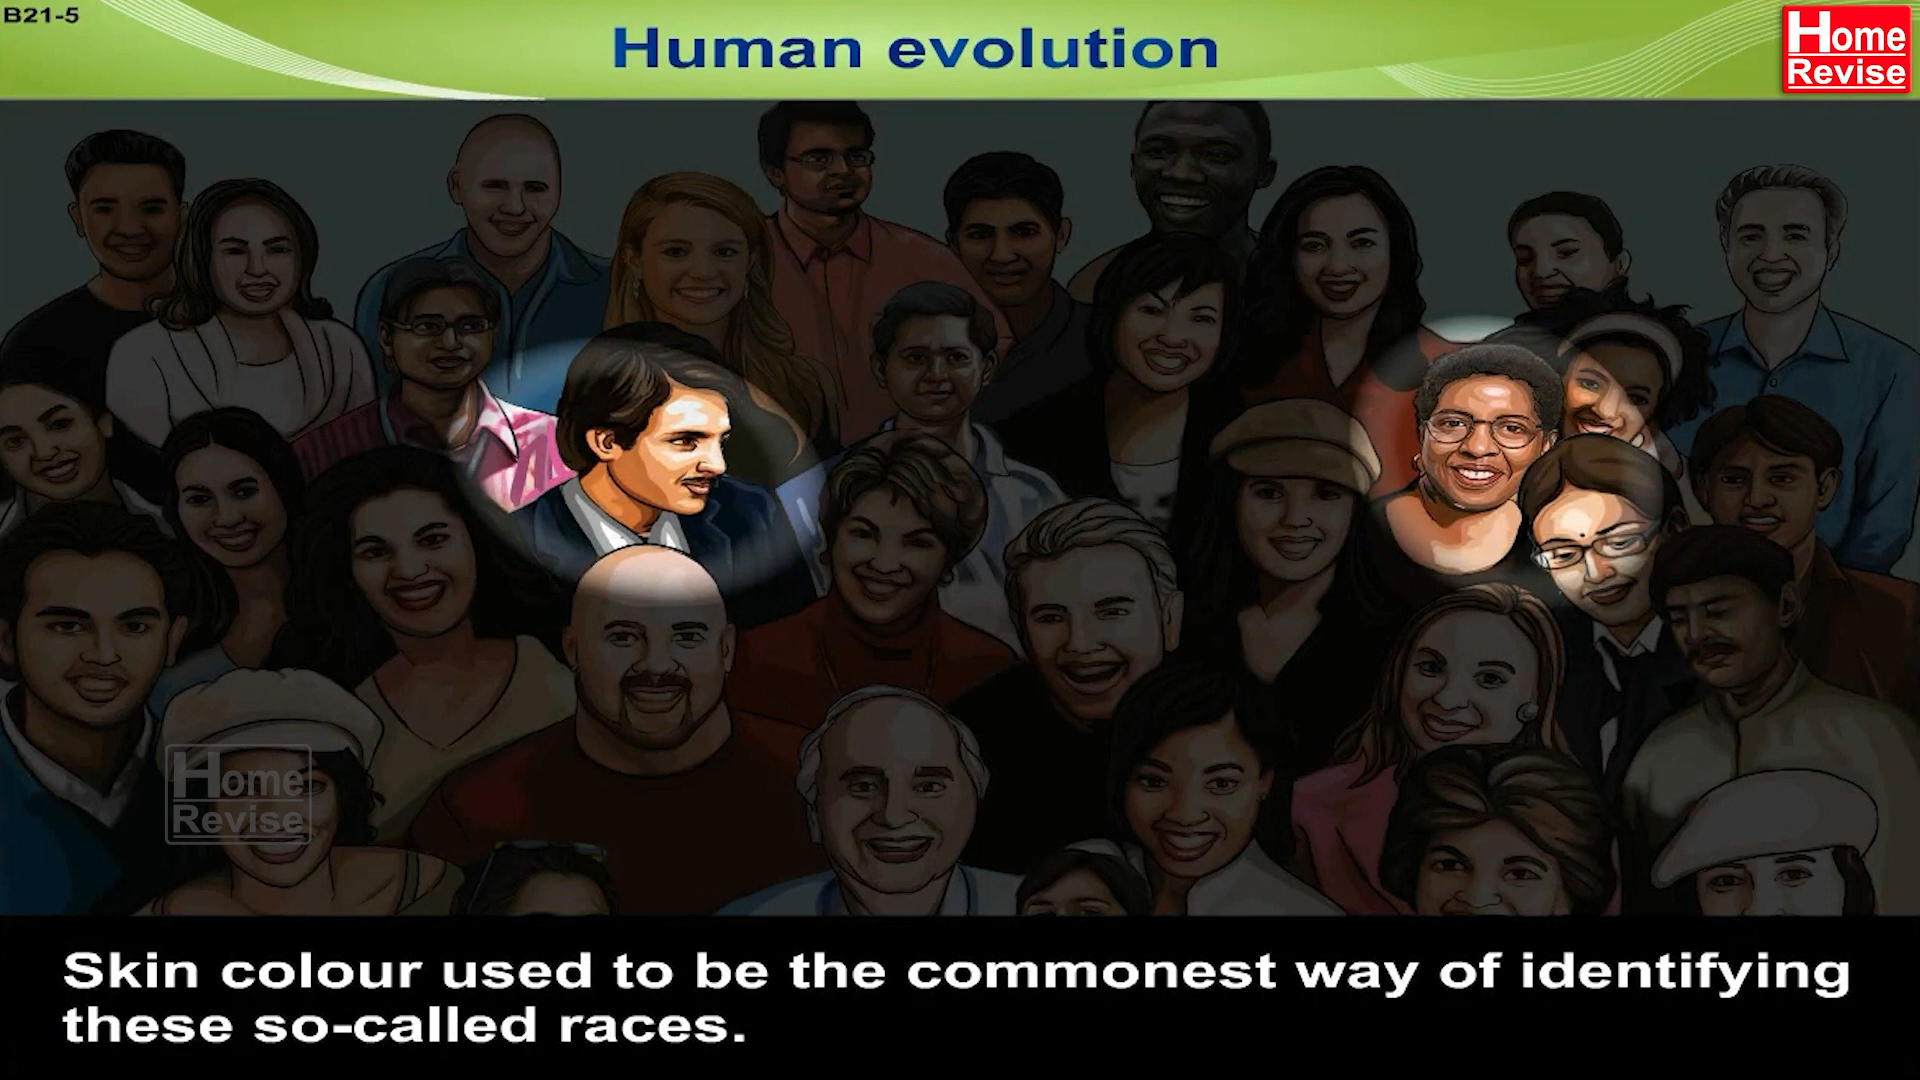 B21-5
Human evolution
Home
Revise
Home
Revise
Skin colour used to be the commonest way of identifying
these so-called races.